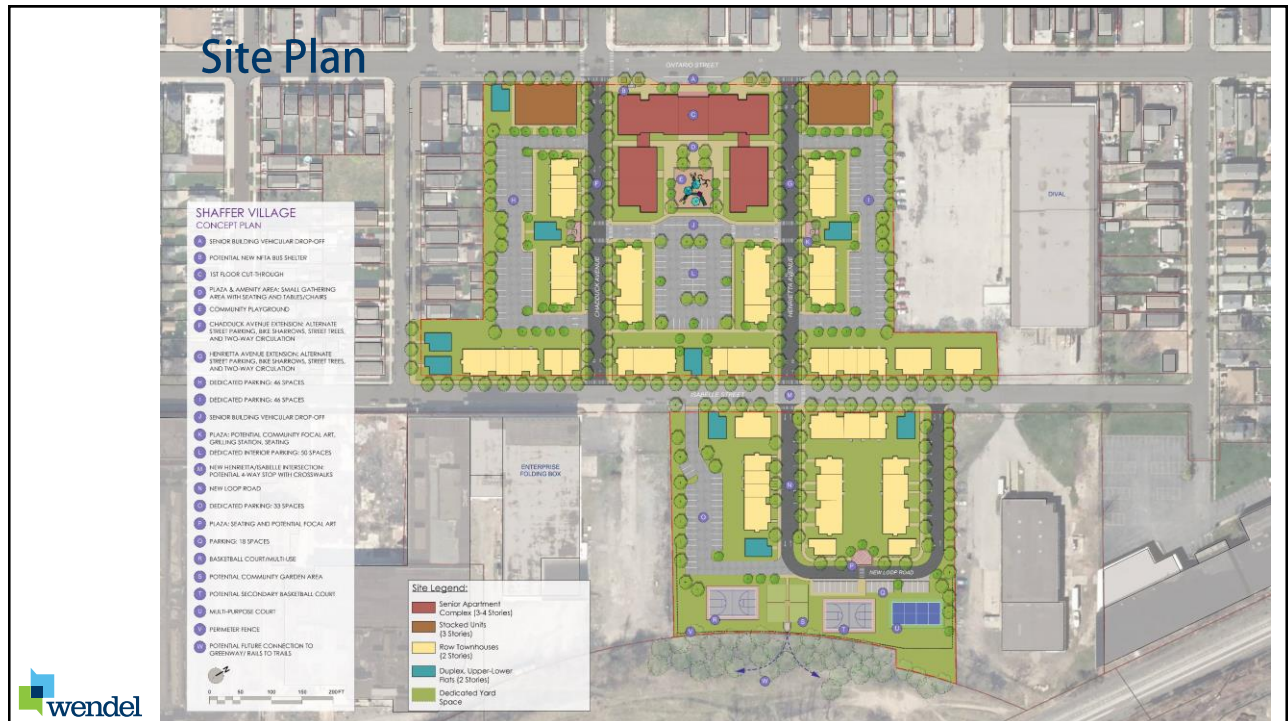 Site Plan
ONTARIO STREET
SHAFFER VILLAGE
CONCEPT PLAN
A SENIOR BUILDING VEHICULAR DROP-OFF
B POTENTIAL NEW NFTA BUS SHELTER
C 1ST FLOOR CUT-THROUGH
D PLAZA & AMENITY AREA: SMALL GATHERING
AREA WITH SEATING AND TABLES/CHAIRS
E COMMUNITY PLAYGROUND
F CHADDUCK AVENUE EXTENSION: ALTERNATE
STREET PARKING, BIKE SHARROWS, STREET TREES,
AND TWO-WAY CIRCULATION
G HENRIETTA AVENUE EXTENSION: ALTERNATE
STREET PARKING, BIKE SHARROWS, STREET TREES,
AND TWO-WAY CIRCULATION
H DEDICATED PARKING: 46 SPACES
I DEDICATED PARKING: 46 SPACES
J SENIOR BUILDING VEHICULAR DROP-OFF
K PLAZA: POTENTIAL COMMUNITY FOCAL ART,
GRILLING STATION, SEATING
L DEDICATED INTERIOR PARKING: 50 SPACES
M NEW HENRIETTA/ISABELLE INTERSECTION:
POTENTIAL 4-WAY STOP WITH CROSSWALKS
N NEW LOOP ROAD
O DEDICATED PARKING: 33 SPACES
P PLAZA: SEATING AND POTENTIAL FOCAL ART
Q PARKING: 18 SPACES
R BASKETBALL COURT/MULTI-USE
S POTENTIAL COMMUNITY GARDEN AREA
T POTENTIAL SECONDARY BASKETBALL COURT
U MULTI-PURPOSE COURT
V PERIMETER FENCE
W POTENTIAL FUTURE CONNECTION TO
GREENWAY/ RAILS TO TRAILS
N
0 50 100 150 200 FT
A
B
C
D
E
F
G
H
I
J
K
L
CHADDUCK AVENUE
HENRIETTA AVENUE
DIVAL
ISABELLE STREET
M
ENTERPRISE
FOLDING BOX
N
O
P
NEW LOOP ROAD
Q
R
S
T
U
V
W
Site Legend:
Senior Apartment
Complex (3-4 Stories)
Stacked Units
(3 Stories)
Row Townhouses
(2 Stories)
Duplex, Upper-Lower
Flats (2 Stories)
Dedicated Yard
Space
wendel